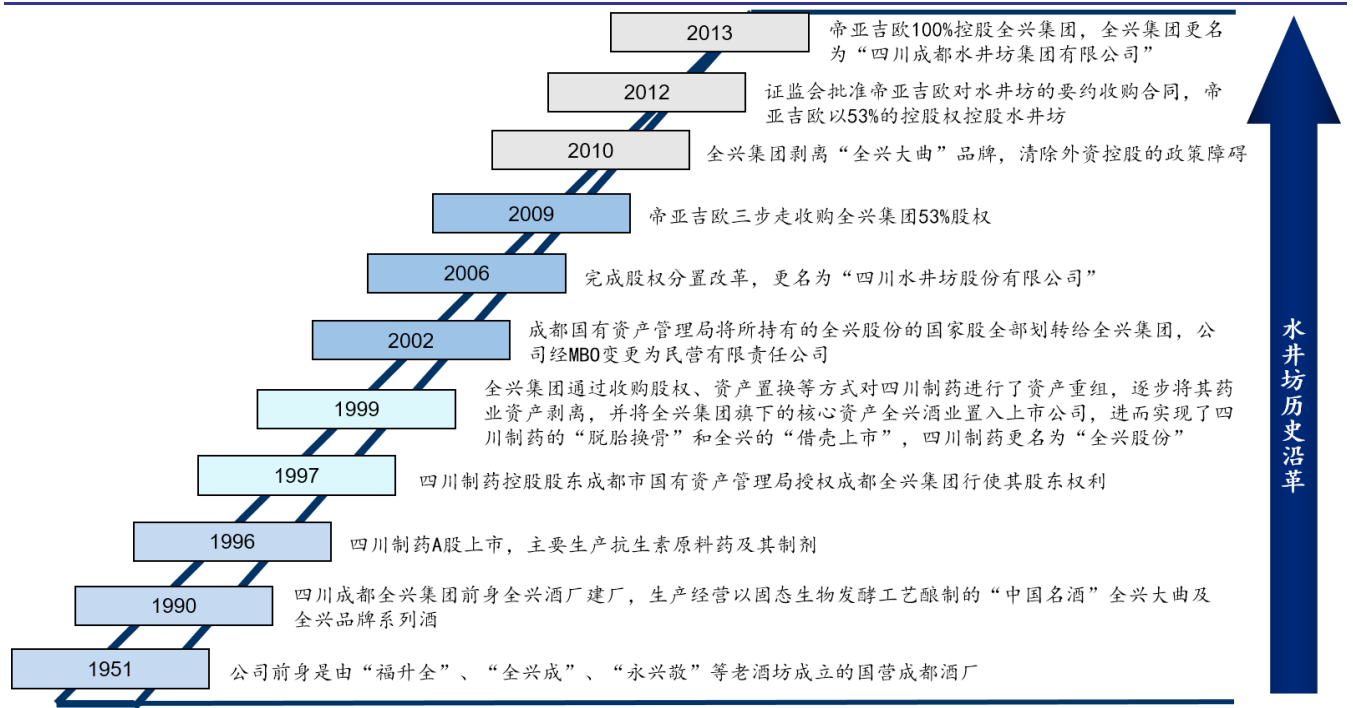 2013
帝亚吉欧100%控股全兴集团，全兴集团更名
为“四川成都水井坊集团有限公司”
2012
证监会批准帝亚吉欧对水井坊的要约收购合同，帝
亚吉欧以53%的控股权控股水井坊
2010
全兴集团剥离“全兴大曲”品牌，清除外资控股的政策障碍
2009
帝亚吉欧三步走收购全兴集团53%股权
2006
完成股权分置改革，更名为“四川水井坊股份有限公司”
2002
成都国有资产管理局将所持有的全兴股份的国家股全部划转给全兴集团，公
司经MBO变更为民营有限责任公司
1999
全兴集团通过收购股权、资产置换等方式对四川制药进行了资产重组，逐步将其药
业资产剥离，并将全兴集团旗下的核心资产全兴酒业置入上市公司，进而实现了四
川制药的“脱胎换骨”和全兴的“借壳上市”，四川制药更名为“全兴股份”
1997
四川制药控股股东成都市国有资产管理局授权成都全兴集团行使其股东权利
1996
四川制药A股上市，主要生产抗生素原料药及其制剂
1990
四川成都全兴集团前身全兴酒厂建厂，生产经营以固态生物发酵工艺酿制的“中国名酒”全兴大曲及
全兴品牌系列酒
1951
公司前身是由“福升全”、“全兴成”、“永兴敬”等老酒坊成立的国营成都酒厂
水井坊历史沿革